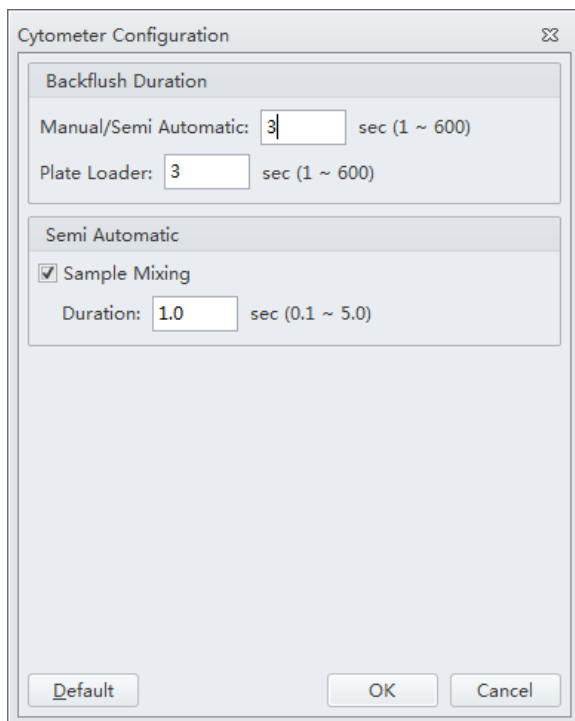 Cytometer Configuration
Backflush Duration
Manual/Semi Automatic: 3 sec (1 ~ 600)
Plate Loader: 3 sec (1 ~ 600)
Semi Automatic
Sample Mixing
Duration: 1.0 sec (0.1 ~ 5.0)
Default OK Cancel